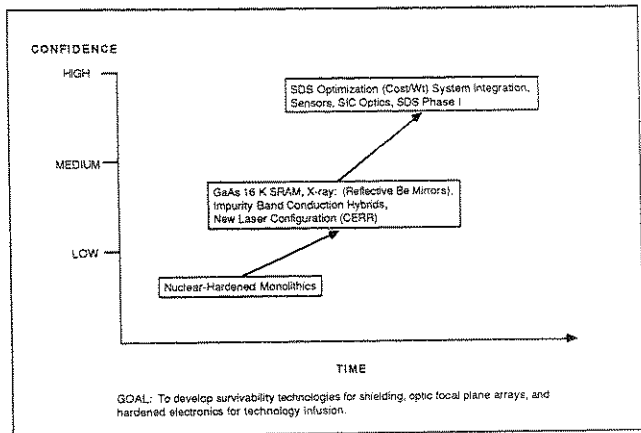 CONFIDENCE
HIGH
SDS Optimization (Cost/Wt) System Integration,
Sensors, SiC Optics, SDS Phase I
MEDIUM
GaAs 16 K SRAM, X-ray: (Reflective Be Mirrors),
Impurity Band Conduction Hybrids,
New Laser Configuration (CERR)
LOW
Nuclear-Hardened Monolithics
TIME
GOAL: To develop survivability technologies for shielding, optic focal plane arrays, and
hardened electronics for technology infusion.